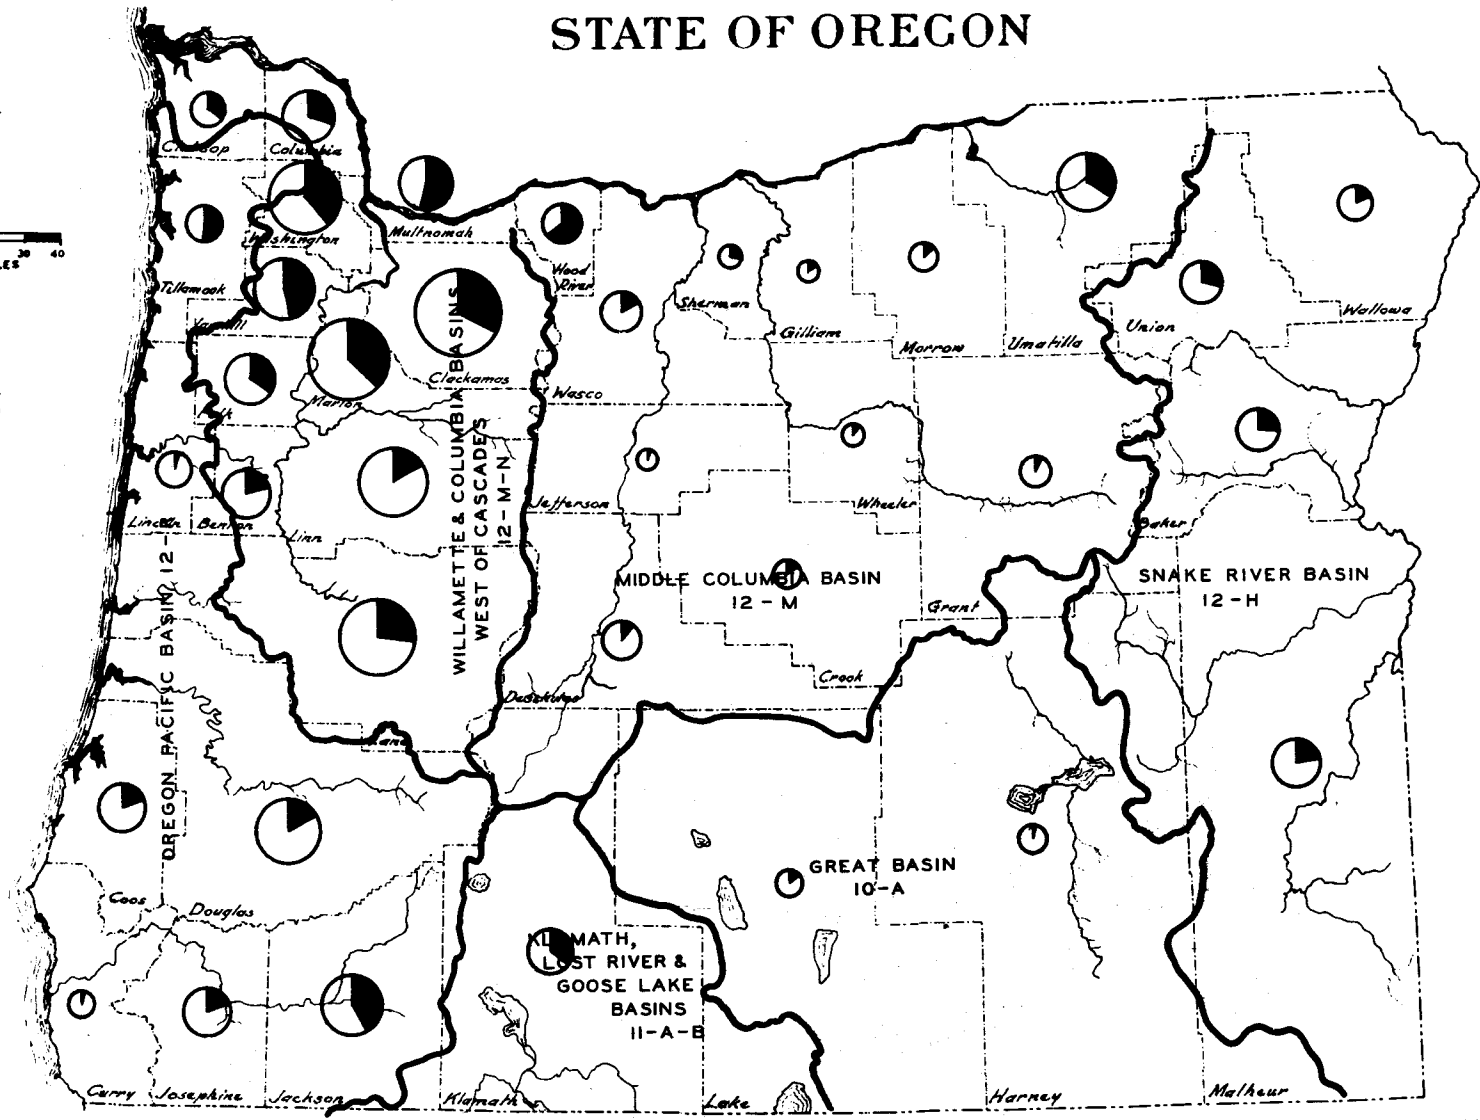 STATE OF OREGON
30 40
Clatsop
Columbia
Washington
Multnomah
Hood
River
Tillamook
Yamhill
Sherman
Gilliam
Morrow
Umatilla
Union
Wallowa
Clackamas
Marion
Polk
Wasco
WILLAMETTE & COLUMBIA BASINS
WEST OF CASCADES
12-M-N
Lincoln
Benton
Linn
Jefferson
Wheeler
Baker
MIDDLE COLUMBIA BASIN
12-M
SNAKE RIVER BASIN
12-H
Grant
Crook
Deschutes
Lane
OREGON PACIFIC BASIN 12-
GREAT BASIN
10-A
Coos
Douglas
KLAMATH,
LOST RIVER &
GOOSE LAKE
BASINS
11-A-B
Curry
Josephine
Jackson
Klamath
Lake
Harney
Malheur